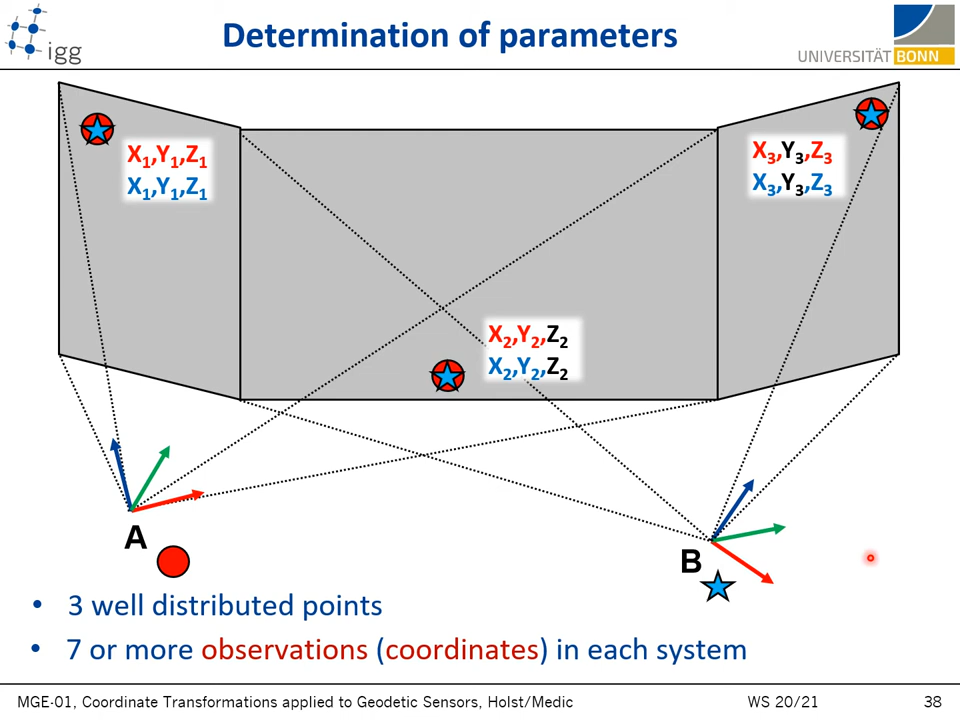 Determination of parameters
igg
UNIVERSITÄT BONN
X₁,Y₁,Z₁
X₁,Y₁,Z₁
X₃,Y₃,Z₃
X₃,Y₃,Z₃
X₂,Y₂,Z₂
X₂,Y₂,Z₂
A
B
• 3 well distributed points
• 7 or more observations (coordinates) in each system
MGE-01, Coordinate Transformations applied to Geodetic Sensors, Holst/Medic WS 20/21 38